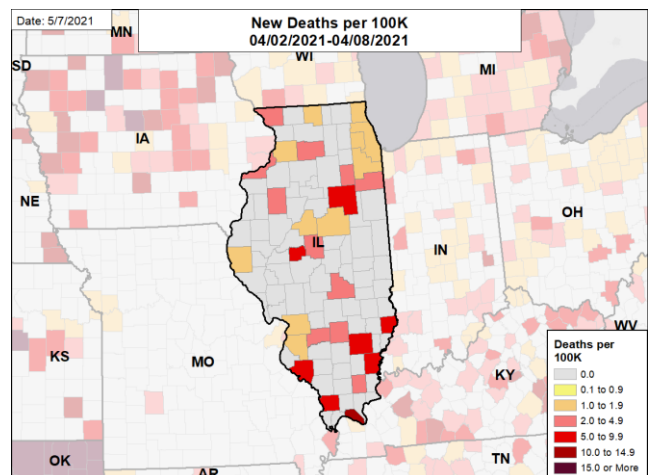 Date: 5/7/2021
New Deaths per 100K
04/02/2021-04/08/2021
MN
SD
WI
MI
IA
NE
IL
IN
OH
WV
KS
MO
KY
OK
AR
TN
Deaths per
100K
0.0
0.1 to 0.9
1.0 to 1.9
2.0 to 4.9
5.0 to 9.9
10.0 to 14.9
15.0 or More